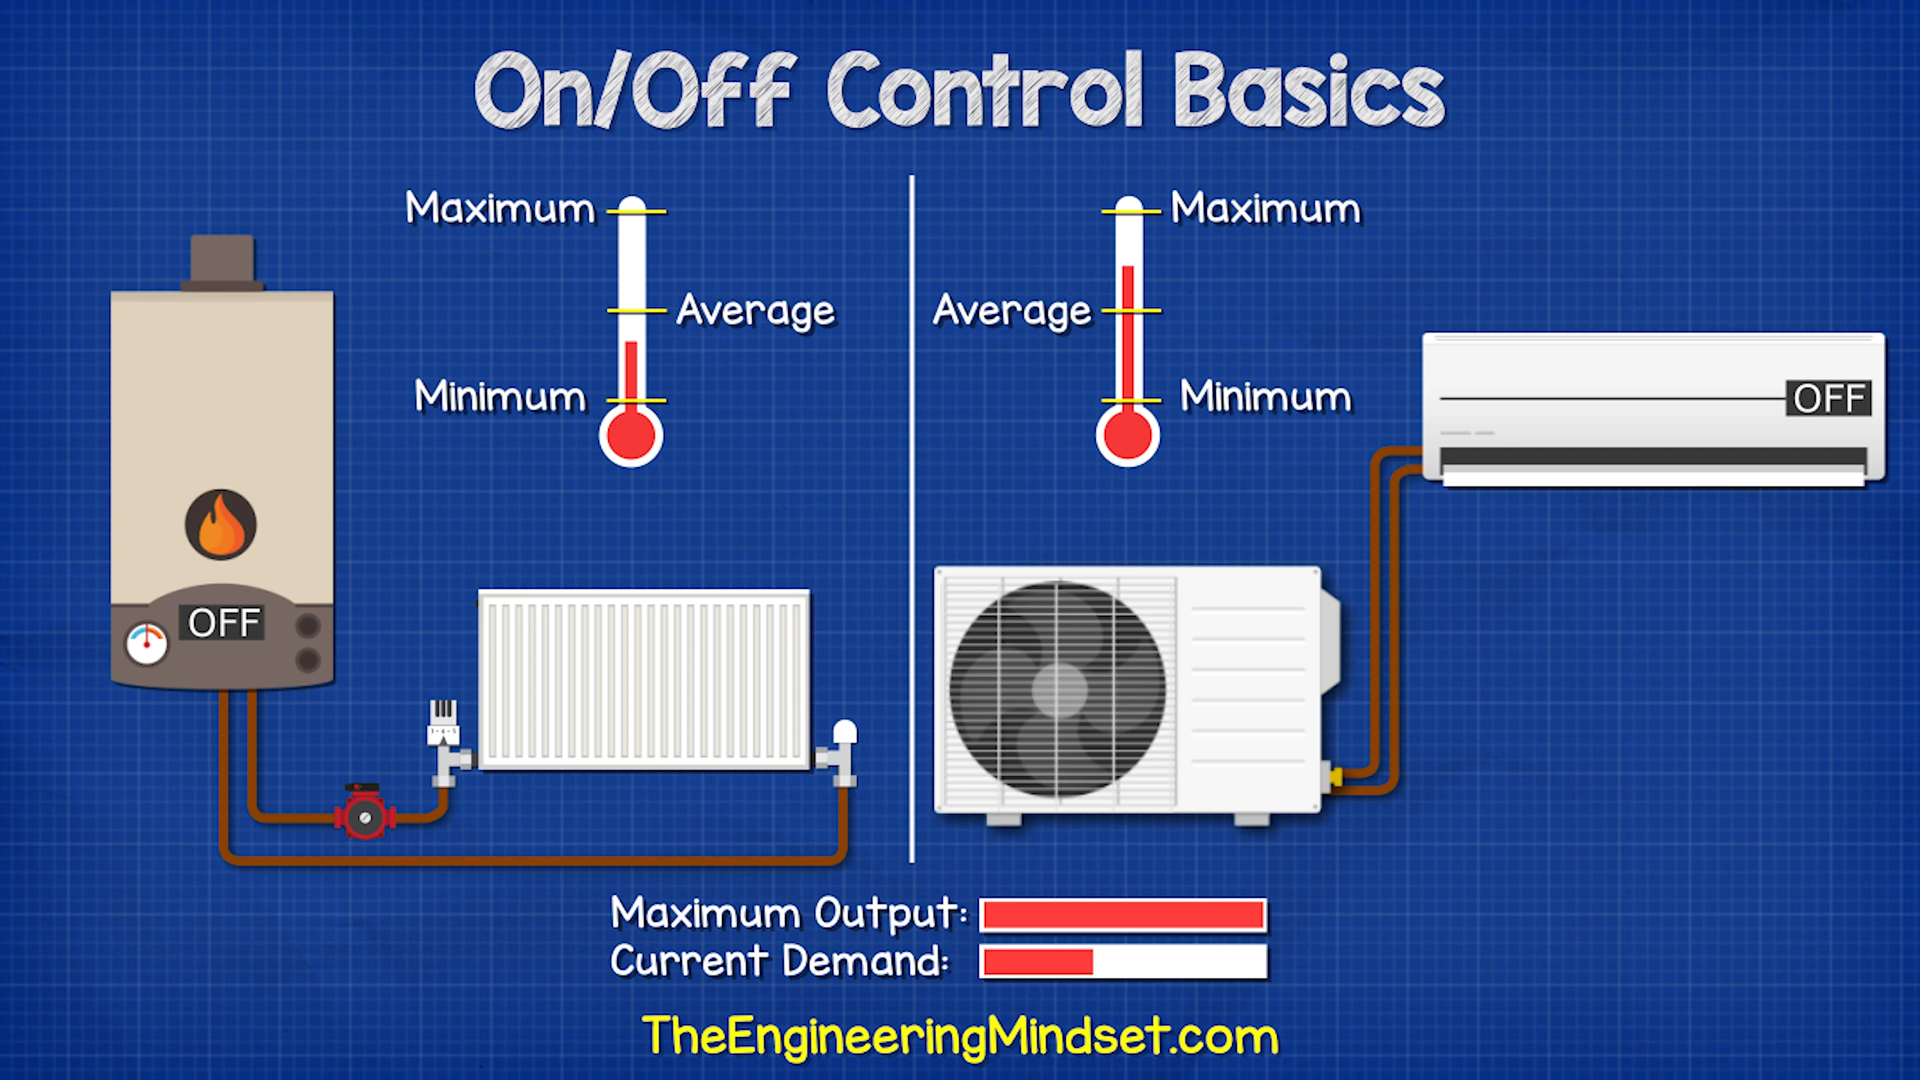 On/Off Control Basics
Maximum
Average
Minimum
Maximum
Average
Minimum
OFF
OFF
Maximum Output:
Current Demand:
TheEngineeringMindset.com